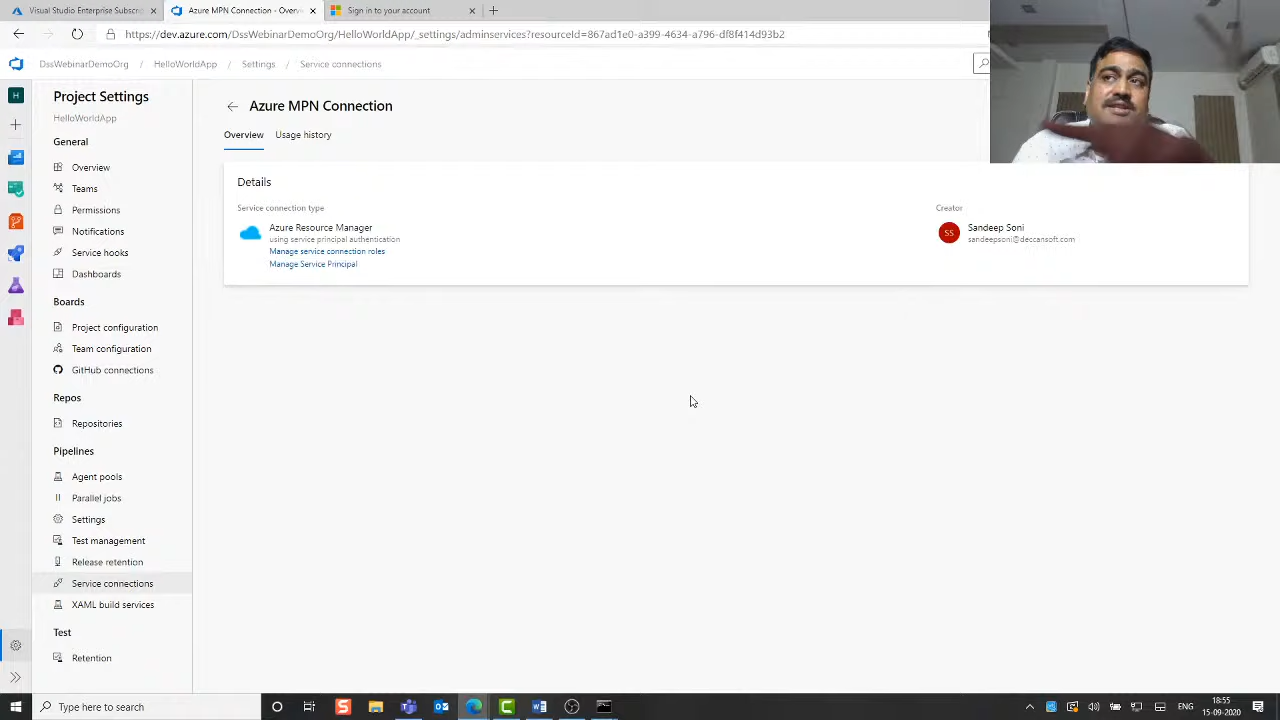 Visual Studio Enterprise Subscri
Azure MPN Connection - Overv
Sign in to your account
https://dev.azure.com/DssWebinarDemoOrg/HelloWorldApp/_settings/adminservices?resourceId=867ad1e0-a399-4634-a796-df8f414d93b2
DssWebinarDemoOrg / HelloWorldApp / Settings / Service connections
H
Project Settings
HelloWorldApp
General
Overview
Teams
Permissions
Notifications
Service hooks
Dashboards
Boards
Project configuration
Team configuration
GitHub connections
Repos
Repositories
Pipelines
Agent pools
Parallel jobs
Settings
Test management
Release retention
Service connections
XAML build services
Test
Retention
Azure MPN Connection
Overview
Usage history
Details
Service connection type
Azure Resource Manager
using service principal authentication
Manage service connection roles
Manage Service Principal
Creator
SS
Sandeep Soni
sandeepsoni@deccansoft.com
Type here to search
ENG
18:55
15-09-2020